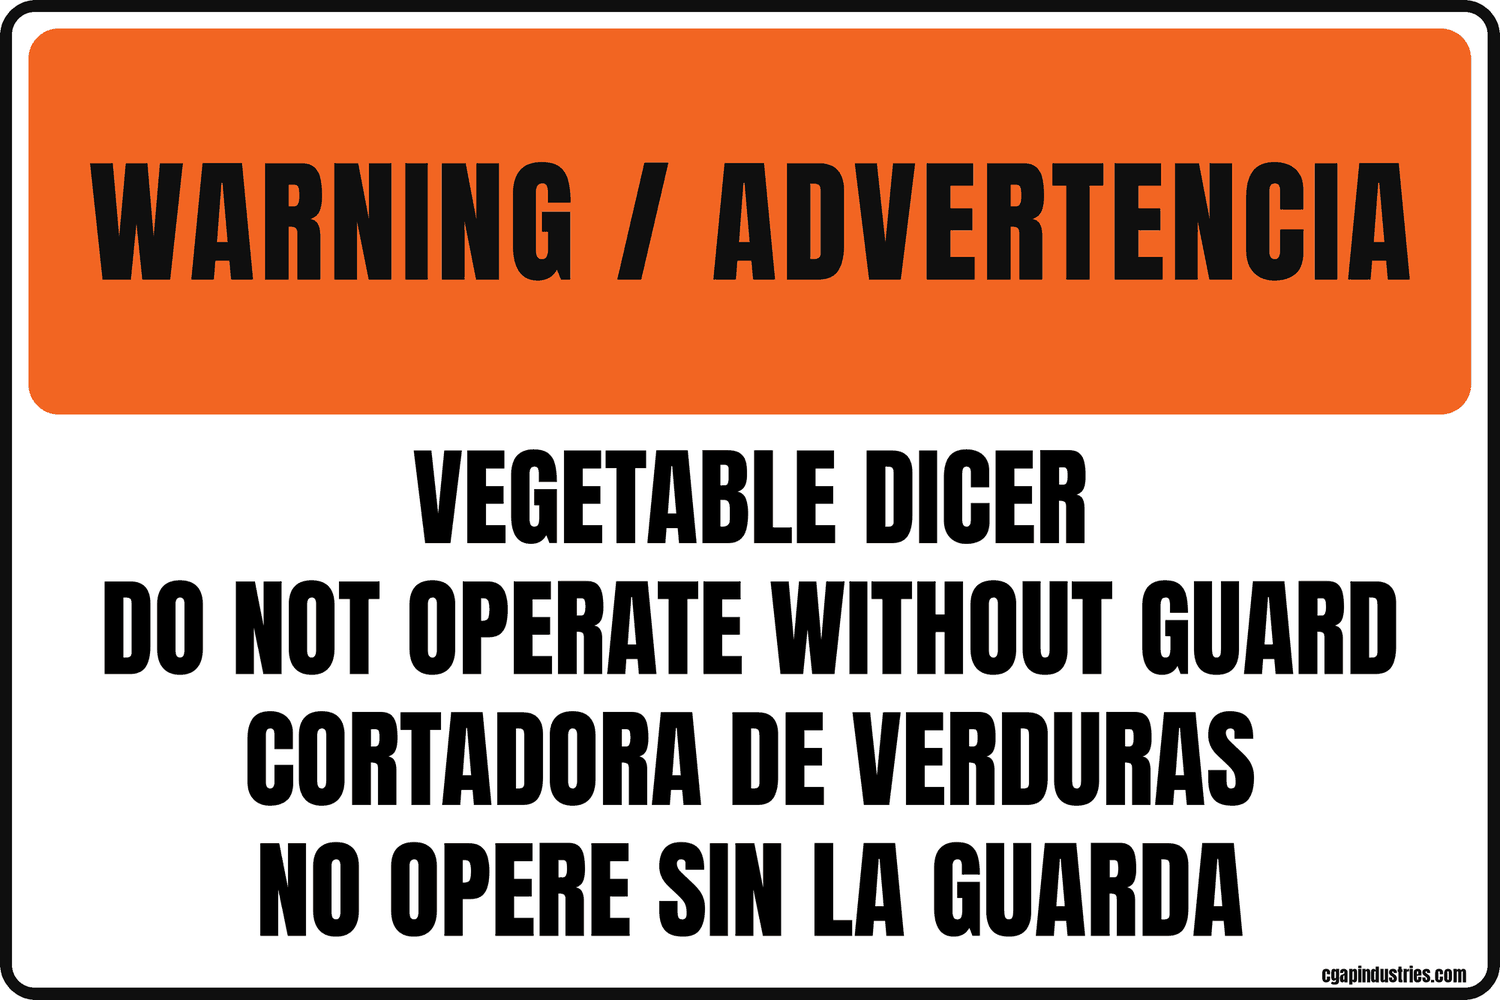 WARNING / ADVERTENCIA
VEGETABLE DICER
DO NOT OPERATE WITHOUT GUARD
CORTADORA DE VERDURAS
NO OPERE SIN LA GUARDA
cgapindustries.com